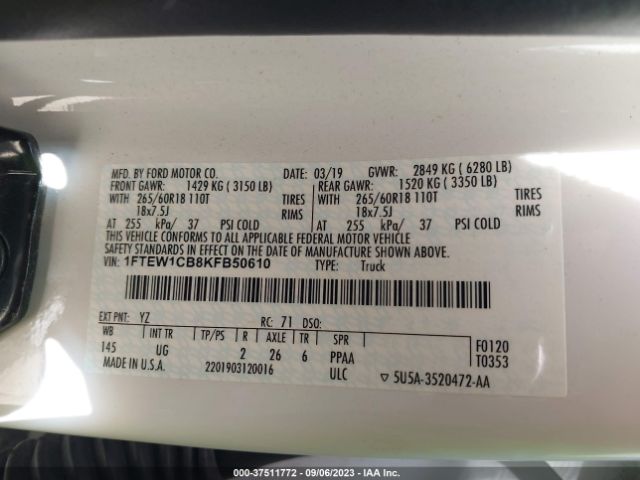 MFD. BY FORD MOTOR CO. DATE: 03/19 GVWR: 2849 KG ( 6280 LB)
FRONT GAWR: 1429 KG ( 3150 LB) REAR GAWR: 1520 KG ( 3350 LB)
WITH 265/60R18 110T TIRES WITH 265/60R18 110T TIRES
18x7.5J RIMS 18x7.5J RIMS
AT 255 kPa/ 37 PSI COLD AT 255 kPa/ 37 PSI COLD
THIS VEHICLE CONFORMS TO ALL APPLICABLE FEDERAL MOTOR VEHICLE
SAFETY STANDARDS IN EFFECT ON THE DATE OF MANUFACTURE SHOWN ABOVE.
VIN: 1FTEW1CB8KFB50610 TYPE: Truck
EXT PNT: YZ RC: 71 DSO:
WB INT TR TP/PS R AXLE TR SPR F0120
145 UG 2 26 6 PPAA T0353
MADE IN U.S.A. 2201903120016 ULC ▽ 5U5A-3520472-AA
000-37511772 - 09/06/2023 - IAA Inc.